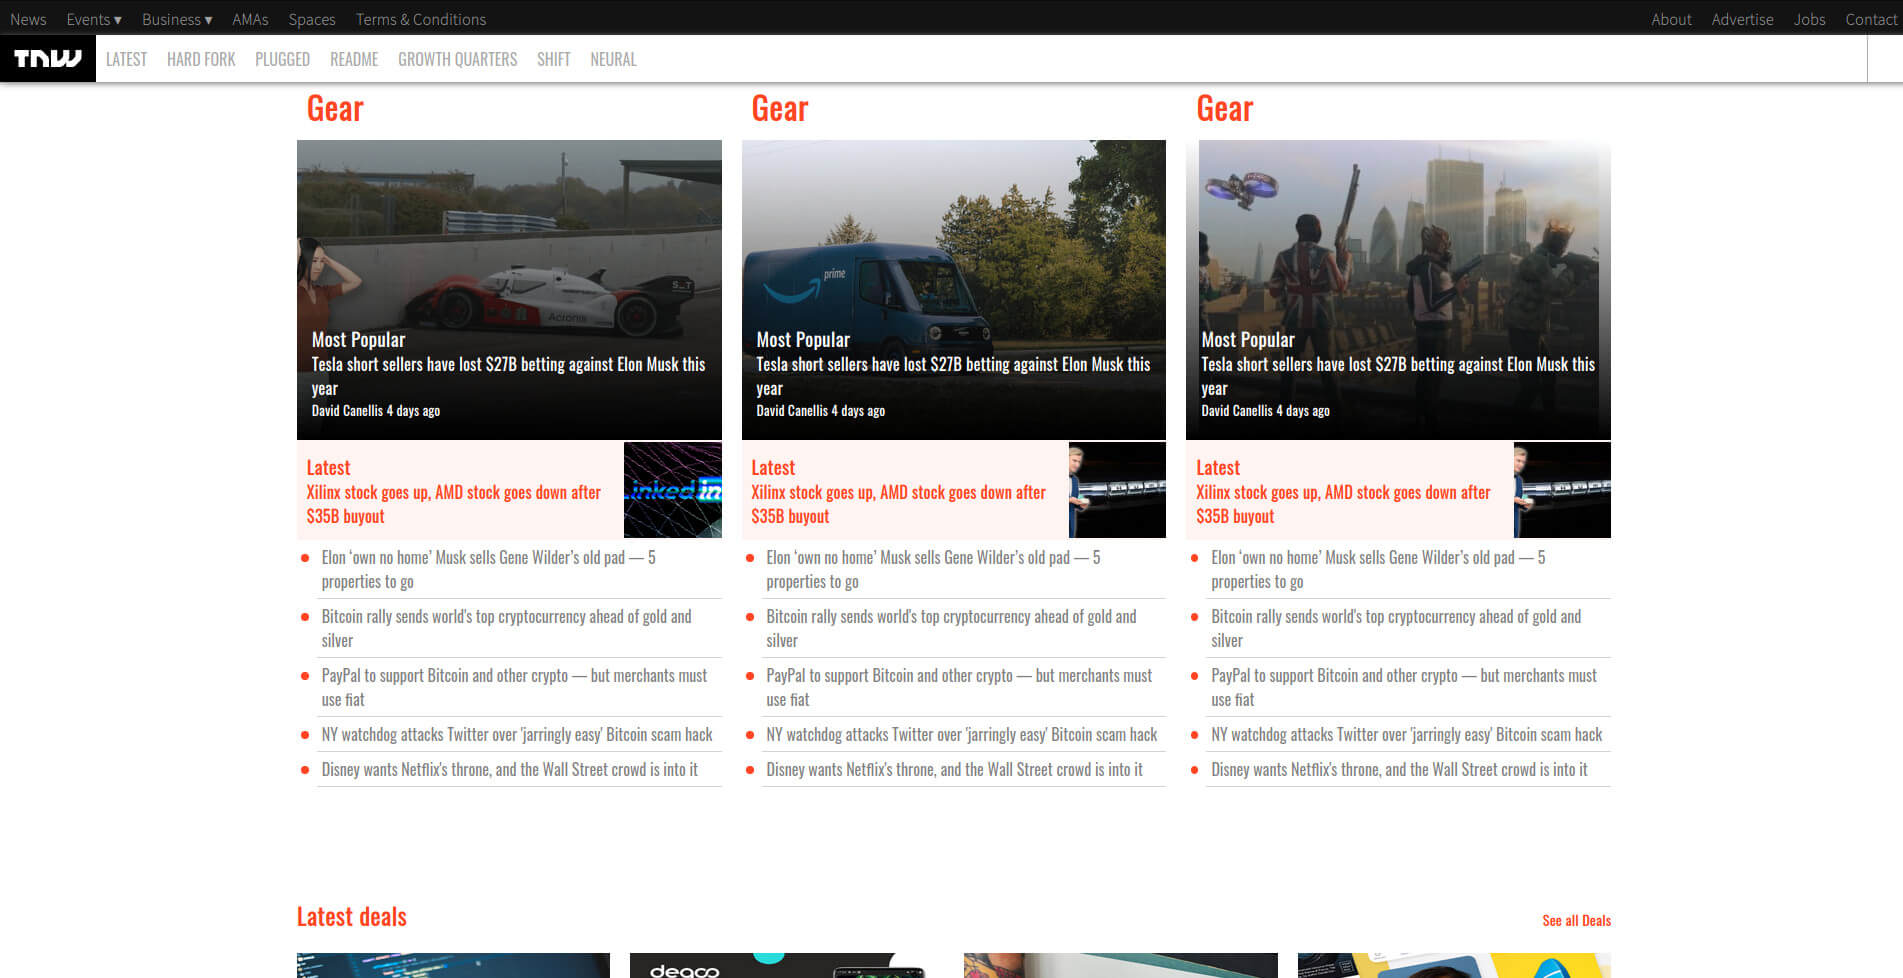 News Events ▾ Business ▾ AMAs Spaces Terms & Conditions About Advertise Jobs Contact
TNW LATEST HARD FORK PLUGGED README GROWTH QUARTERS SHIFT NEURAL
Gear
S_T
Acronis
Most Popular
Tesla short sellers have lost $27B betting against Elon Musk this
year
David Canellis 4 days ago
Latest
Xilinx stock goes up, AMD stock goes down after
$35B buyout
Linked in
Elon ‘own no home’ Musk sells Gene Wilder’s old pad — 5
properties to go
Bitcoin rally sends world's top cryptocurrency ahead of gold and
silver
PayPal to support Bitcoin and other crypto — but merchants must
use fiat
NY watchdog attacks Twitter over 'jarringly easy' Bitcoin scam hack
Disney wants Netflix's throne, and the Wall Street crowd is into it
Gear
prime
Most Popular
Tesla short sellers have lost $27B betting against Elon Musk this
year
David Canellis 4 days ago
Latest
Xilinx stock goes up, AMD stock goes down after
$35B buyout
Elon ‘own no home’ Musk sells Gene Wilder’s old pad — 5
properties to go
Bitcoin rally sends world's top cryptocurrency ahead of gold and
silver
PayPal to support Bitcoin and other crypto — but merchants must
use fiat
NY watchdog attacks Twitter over 'jarringly easy' Bitcoin scam hack
Disney wants Netflix's throne, and the Wall Street crowd is into it
Gear
Most Popular
Tesla short sellers have lost $27B betting against Elon Musk this
year
David Canellis 4 days ago
Latest
Xilinx stock goes up, AMD stock goes down after
$35B buyout
Elon ‘own no home’ Musk sells Gene Wilder’s old pad — 5
properties to go
Bitcoin rally sends world's top cryptocurrency ahead of gold and
silver
PayPal to support Bitcoin and other crypto — but merchants must
use fiat
NY watchdog attacks Twitter over 'jarringly easy' Bitcoin scam hack
Disney wants Netflix's throne, and the Wall Street crowd is into it
Latest deals
See all Deals
degoo